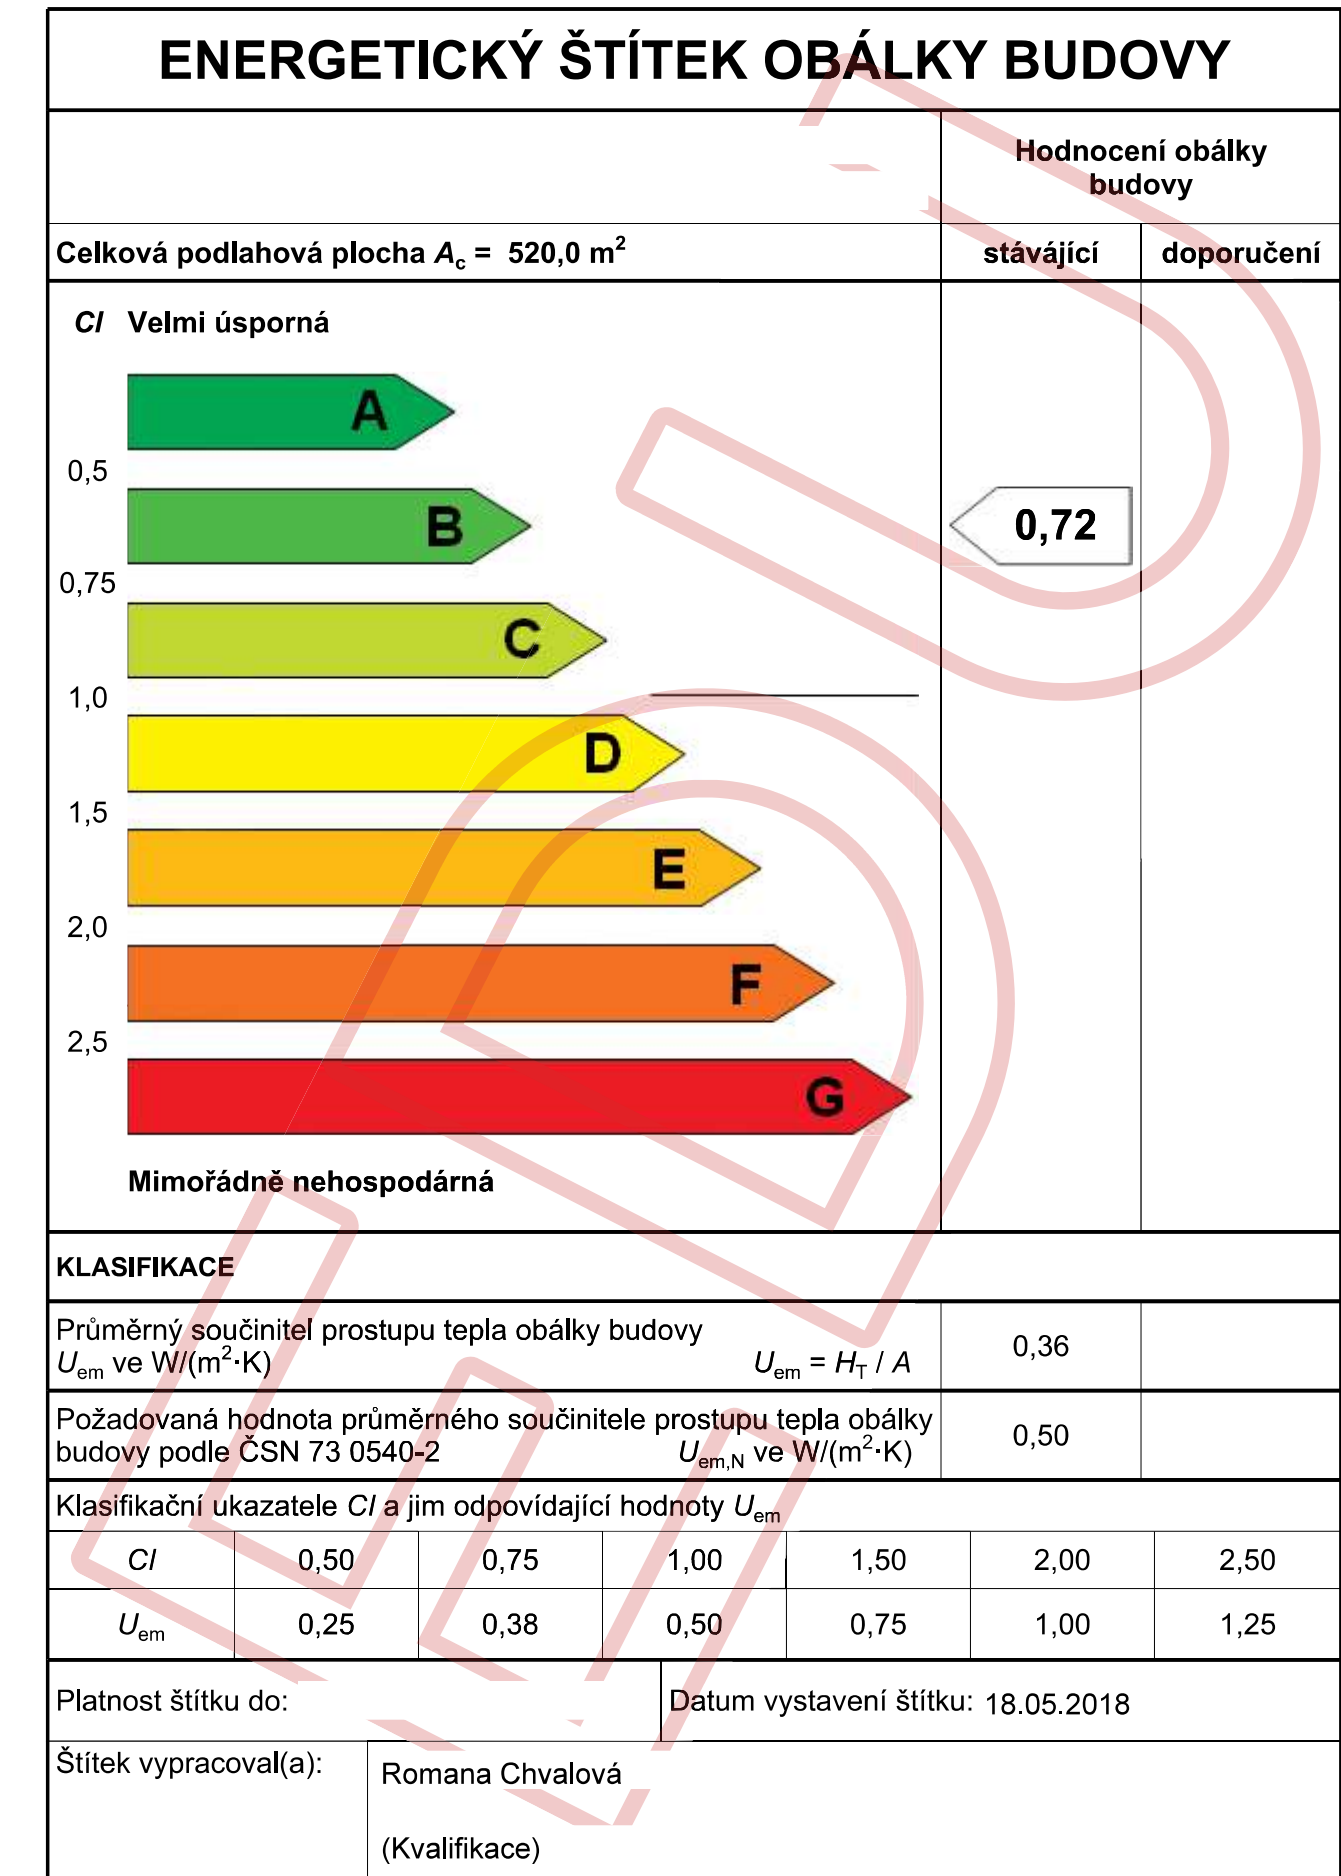 ENERGETICKÝ ŠTÍTEK OBÁLKY BUDOVY
Hodnocení obálky
budovy
Celková podlahová plocha Ac = 520,0 m²
stávající
doporučení
CI Velmi úsporná
A
0,5
B
0,72
0,75
C
1,0
D
1,5
E
2,0
F
2,5
G
Mimořádně nehospodárná
KLASIFIKACE
Průměrný součinitel prostupu tepla obálky budovy
Uem ve W/(m²·K) Uem = HT / A
0,36
Požadovaná hodnota průměrného součinitele prostupu tepla obálky
budovy podle ČSN 73 0540-2 Uem,N ve W/(m²·K)
0,50
Klasifikační ukazatele CI a jim odpovídající hodnoty Uem
CI 0,50 0,75 1,00 1,50 2,00 2,50
Uem 0,25 0,38 0,50 0,75 1,00 1,25
Platnost štítku do:
Datum vystavení štítku: 18.05.2018
Štítek vypracoval(a):
Romana Chvalová
(Kvalifikace)